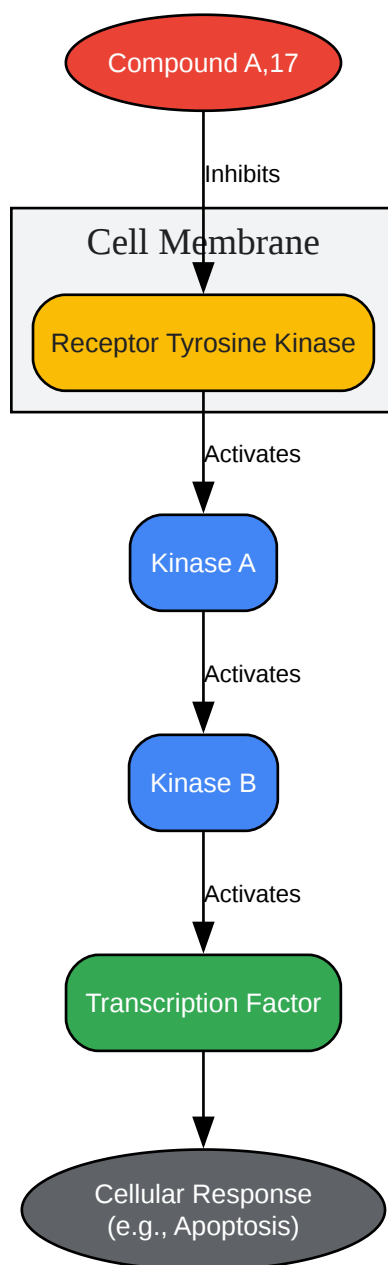 Compound A,17
Inhibits
Cell Membrane
Receptor Tyrosine Kinase
Activates
Kinase A
Activates
Kinase B
Activates
Transcription Factor
Cellular Response
(e.g., Apoptosis)